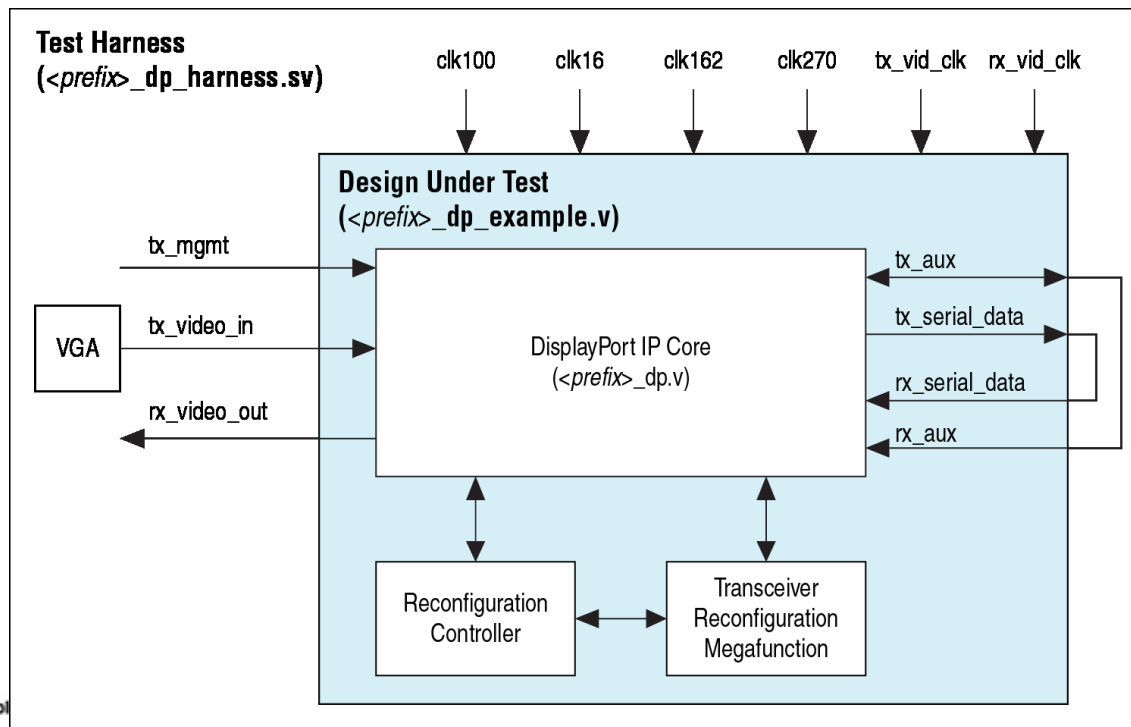 Test Harness
(<prefix>_dp_harness.sv)
clk100 clk16 clk162 clk270 tx_vid_clk rx_vid_clk
Design Under Test
(<prefix>_dp_example.v)
tx_mgmt
tx_video_in
VGA
rx_video_out
DisplayPort IP Core
(<prefix>_dp.v)
tx_aux
tx_serial_data
rx_serial_data
rx_aux
Reconfiguration
Controller
Transceiver
Reconfiguration
Megafunction